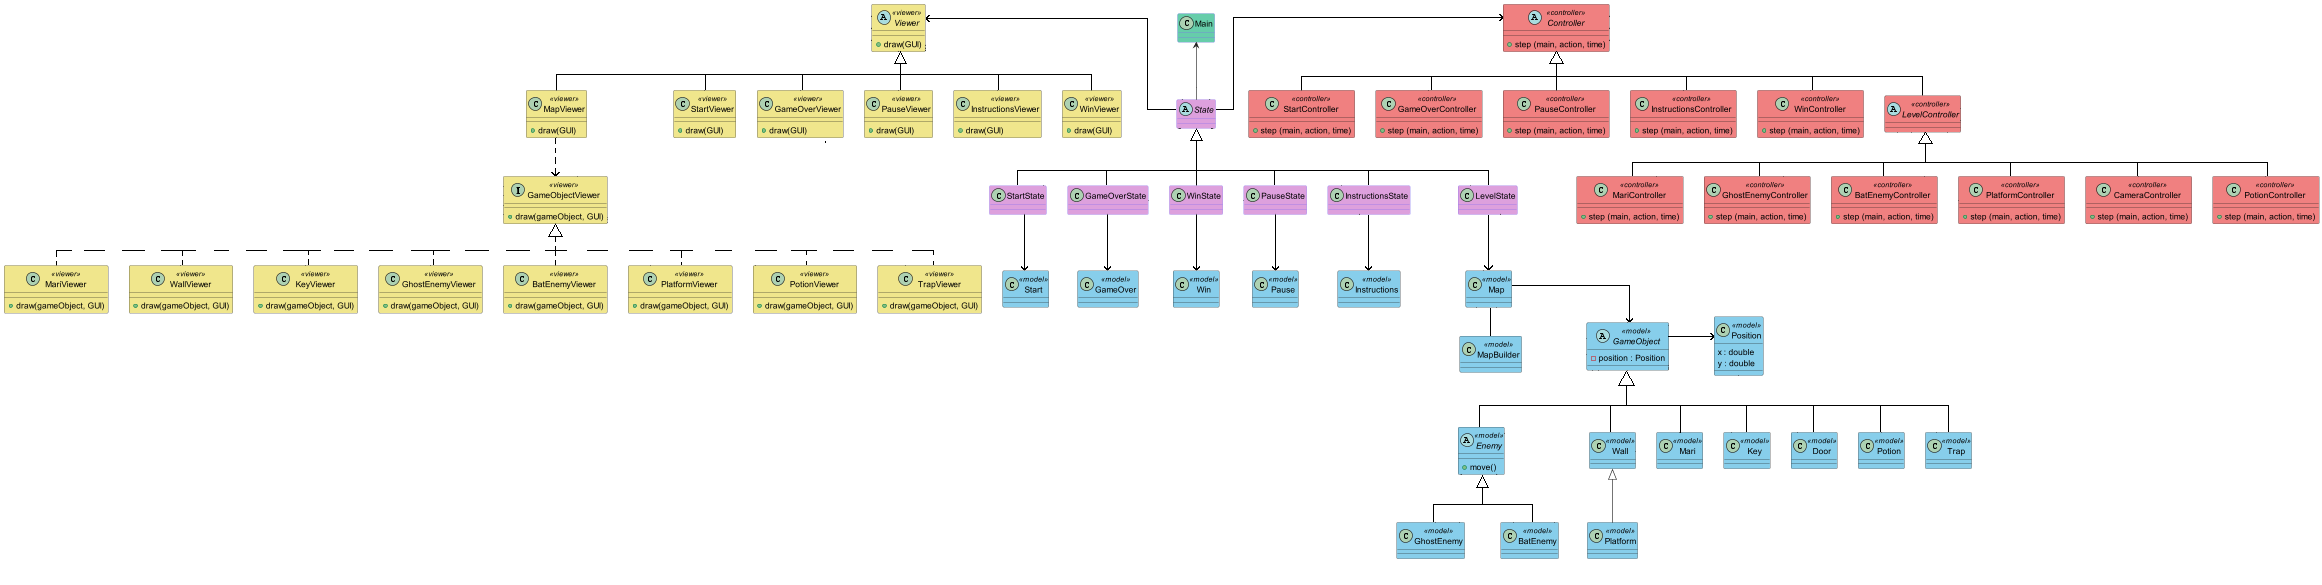 «viewer»
A Viewer
draw(GUI)
C Main
«controller»
A Controller
step (main, action, time)
«viewer»
C MapViewer
draw(GUI)
«viewer»
C StartViewer
draw(GUI)
«viewer»
C GameOverViewer
draw(GUI)
«viewer»
C PauseViewer
draw(GUI)
«viewer»
C InstructionsViewer
draw(GUI)
«viewer»
C WinViewer
draw(GUI)
A State
«controller»
C StartController
step (main, action, time)
«controller»
C GameOverController
step (main, action, time)
«controller»
C PauseController
step (main, action, time)
«controller»
C InstructionsController
step (main, action, time)
«controller»
C WinController
step (main, action, time)
«controller»
A LevelController
«viewer»
I GameObjectViewer
draw(gameObject, GUI)
C StartState
C GameOverState
C WinState
C PauseState
C InstructionsState
C LevelState
«controller»
C MariController
step (main, action, time)
«controller»
C GhostEnemyController
step (main, action, time)
«controller»
C BatEnemyController
step (main, action, time)
«controller»
C PlatformController
step (main, action, time)
«controller»
C CameraController
step (main, action, time)
«controller»
C PotionController
step (main, action, time)
«viewer»
C MariViewer
draw(gameObject, GUI)
«viewer»
C WallViewer
draw(gameObject, GUI)
«viewer»
C KeyViewer
draw(gameObject, GUI)
«viewer»
C GhostEnemyViewer
draw(gameObject, GUI)
«viewer»
C BatEnemyViewer
draw(gameObject, GUI)
«viewer»
C PlatformViewer
draw(gameObject, GUI)
«viewer»
C PotionViewer
draw(gameObject, GUI)
«viewer»
C TrapViewer
draw(gameObject, GUI)
«model»
C Start
«model»
C GameOver
«model»
C Win
«model»
C Pause
«model»
C Instructions
«model»
C Map
«model»
C MapBuilder
«model»
A GameObject
position : Position
«model»
C Position
x : double
y : double
«model»
A Enemy
move()
«model»
C Wall
«model»
C Mari
«model»
C Key
«model»
C Door
«model»
C Potion
«model»
C Trap
«model»
C GhostEnemy
«model»
C BatEnemy
«model»
C Platform